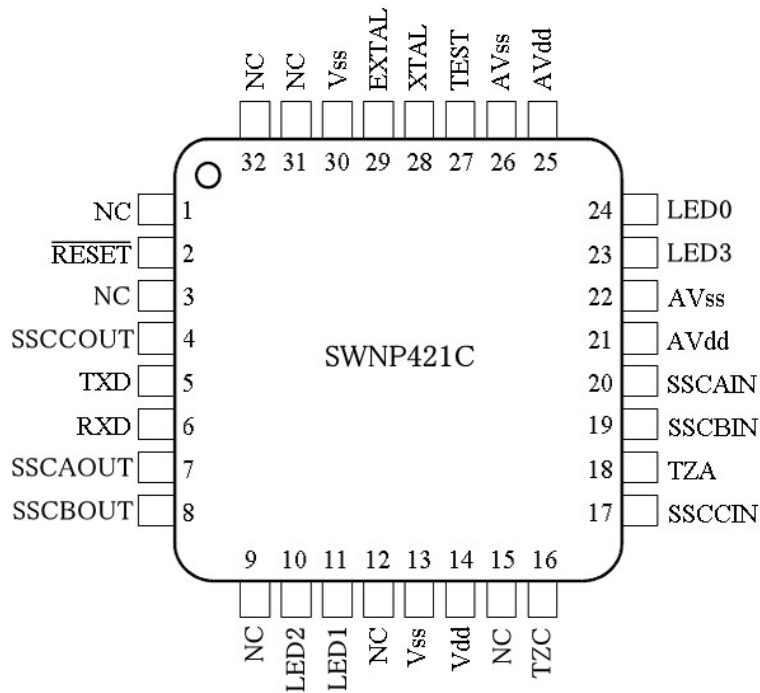 NC NC Vss EXTAL XTAL TEST AVss AVdd
32 31 30 29 28 27 26 25
NC 1
RESET 2
NC 3
SSCCOUT 4
TXD 5
RXD 6
SSCAOUT 7
SSCBOUT 8
SWNP421C
24 LED0
23 LED3
22 AVss
21 AVdd
20 SSCAIN
19 SSCBIN
18 TZA
17 SSCCIN
9 10 11 12 13 14 15 16
NC LED2 LED1 NC Vss Vdd NC TZC